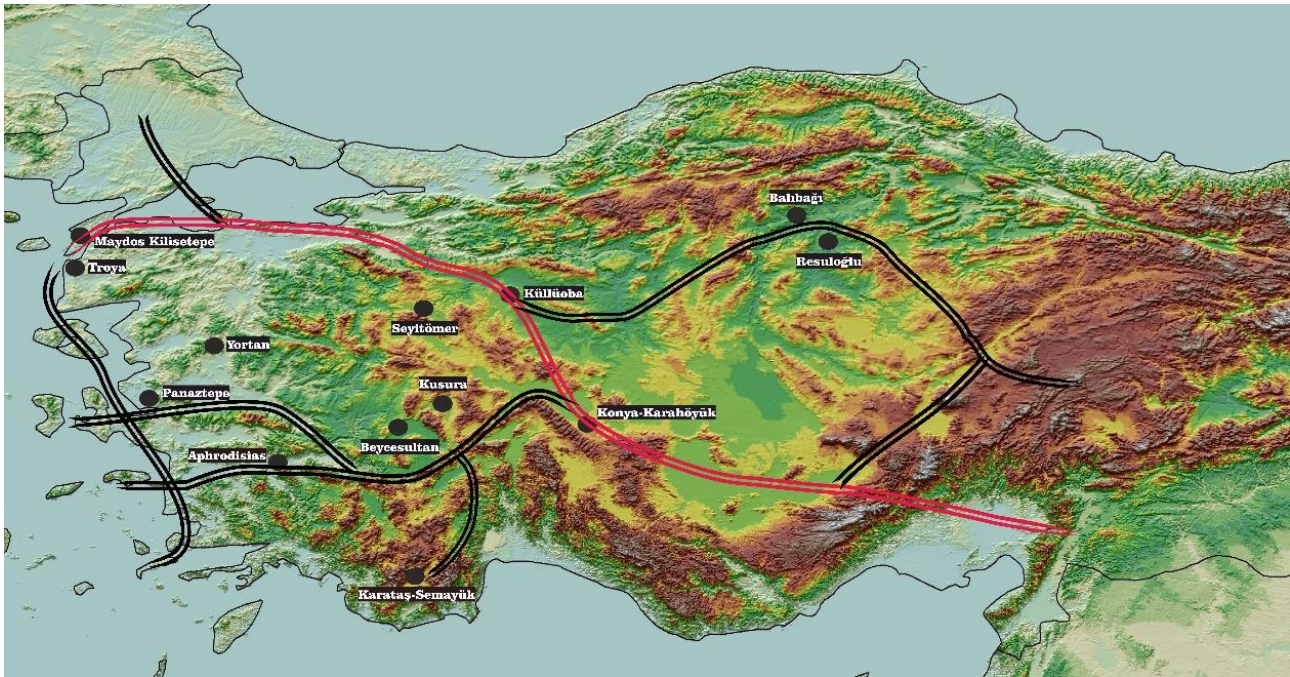 Balıbağı
Maydos Kilisetepe
Resuloğlu
Troya
Küllüoba
Seyitömer
Yortan
Kusura
Panaztepe
Konya-Karahöyük
Beycesultan
Aphrodisias
Karataş-Semayük